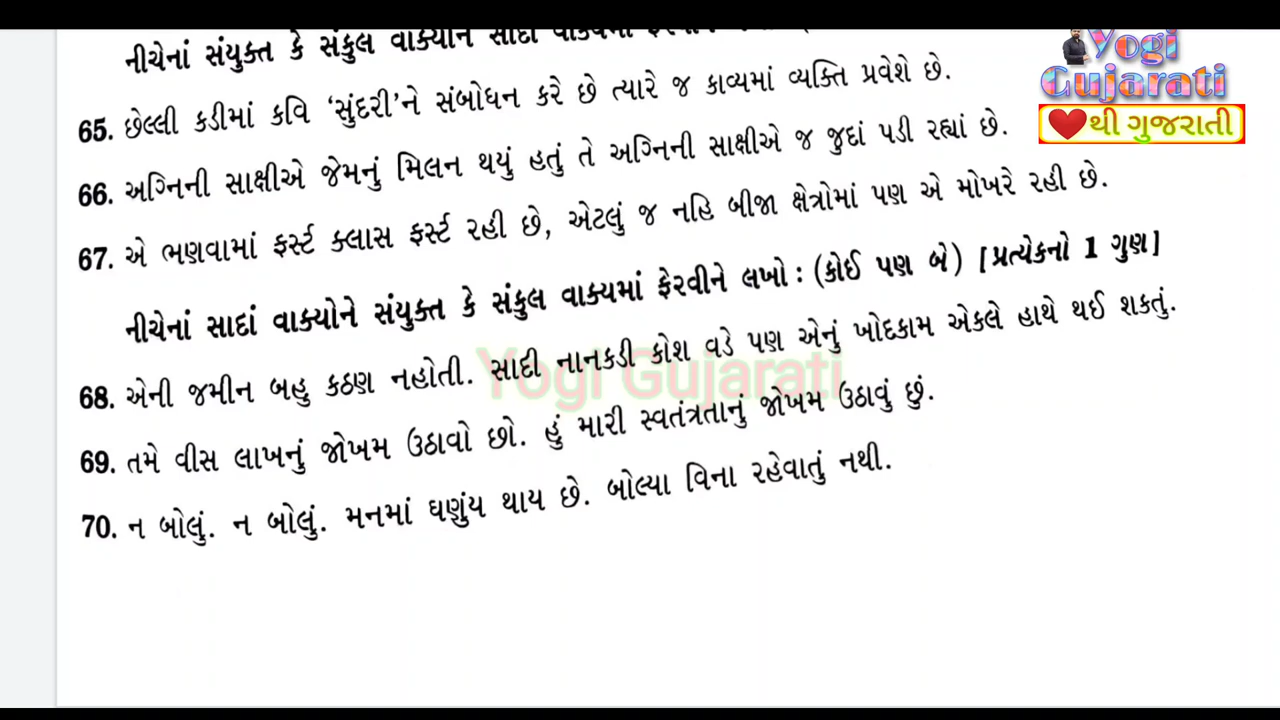 નીચેનાં સંયુક્ત કે સંકુલ વાક્યોને સાદાં
Yogi
Gujarati
થી ગુજરાતી
65. છેલ્લી કડીમાં કવિ ‘સુંદરી’ને સંબોધન કરે છે ત્યારે જ કાવ્યમાં વ્યક્તિ પ્રવેશે છે.
66. અગ્નિની સાક્ષીએ જેમનું મિલન થયું હતું તે અગ્નિની સાક્ષીએ જ જુદાં પડી રહ્યાં છે.
67. એ ભણવામાં ફર્સ્ટ ક્લાસ ફર્સ્ટ રહી છે, એટલું જ નહિ બીજા ક્ષેત્રોમાં પણ એ મોખરે રહી છે.
નીચેનાં સાદાં વાક્યોને સંયુક્ત કે સંકુલ વાક્યમાં ફેરવીને લખો : (કોઈ પણ બે) [પ્રત્યેકનો 1 ગુણ]
68. એની જમીન બહુ કઠણ નહોતી. સાદી નાનકડી કોશ વડે પણ એનું ખોદકામ એકલે હાથે થઈ શકતું.
Yogi Gujarati
69. તમે વીસ લાખનું જોખમ ઉઠાવો છો. હું મારી સ્વતંત્રતાનું જોખમ ઉઠાવું છું.
70. ન બોલું. ન બોલું. મનમાં ઘણુંય થાય છે. બોલ્યા વિના રહેવાતું નથી.